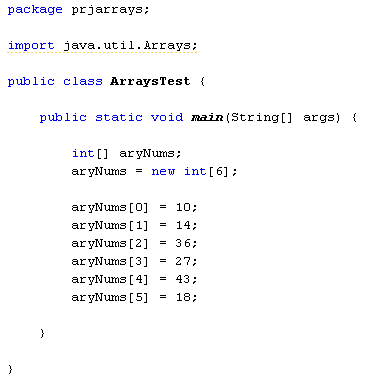 package prjarrays;
import java.util.Arrays;
public class ArraysTest {
public static void main(String[] args) {
int[] aryNums;
aryNums = new int[6];
aryNums[0] = 10;
aryNums[1] = 14;
aryNums[2] = 36;
aryNums[3] = 27;
aryNums[4] = 43;
aryNums[5] = 18;
}
}